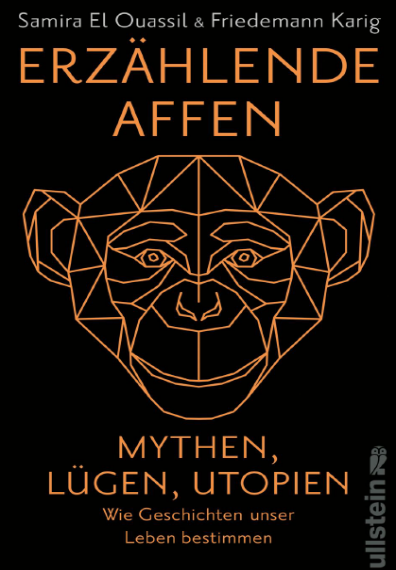 Samira El Ouassil & Friedemann Karig
ERZÄHLENDE
AFFEN
MYTHEN,
LÜGEN, UTOPIEN
Wie Geschichten unser
Leben bestimmen
ullstein